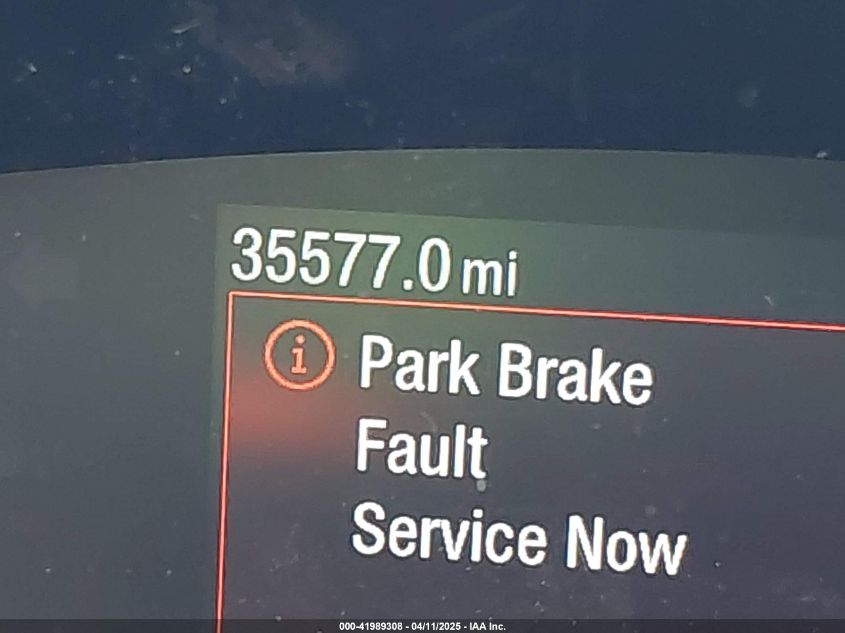 35577.0 mi
i
Park Brake
Fault
Service Now
000-41989308 - 04/11/2025 - IAA Inc.